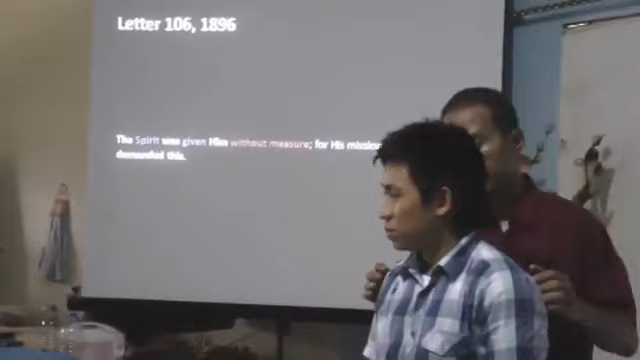 Letter 106, 1896
The Spirit was given Him without measure; for His mission
demanded this.